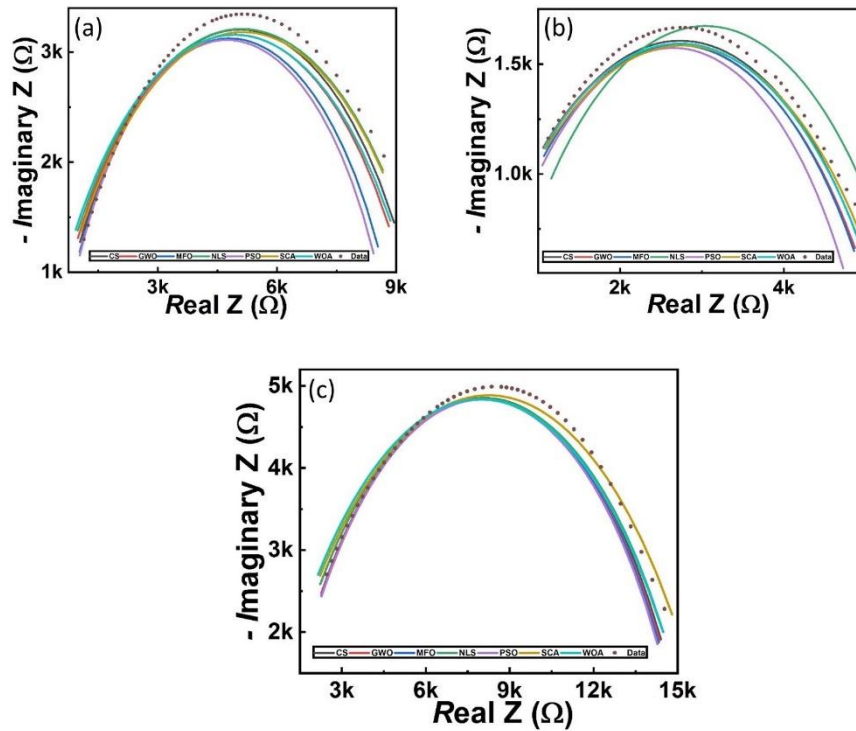 (a)
3k
2k
1k
- Imaginary Z (Ω)
CS GWO MFO NLS PSO SCA WOA Data
3k 6k 9k
Real Z (Ω)
(b)
1.5k
1.0k
- Imaginary Z (Ω)
CS GWO MFO NLS PSO SCA WOA Data
2k 4k
Real Z (Ω)
(c)
5k
4k
3k
2k
- Imaginary Z (Ω)
CS GWO MFO NLS PSO SCA WOA Data
3k 6k 9k 12k 15k
Real Z (Ω)